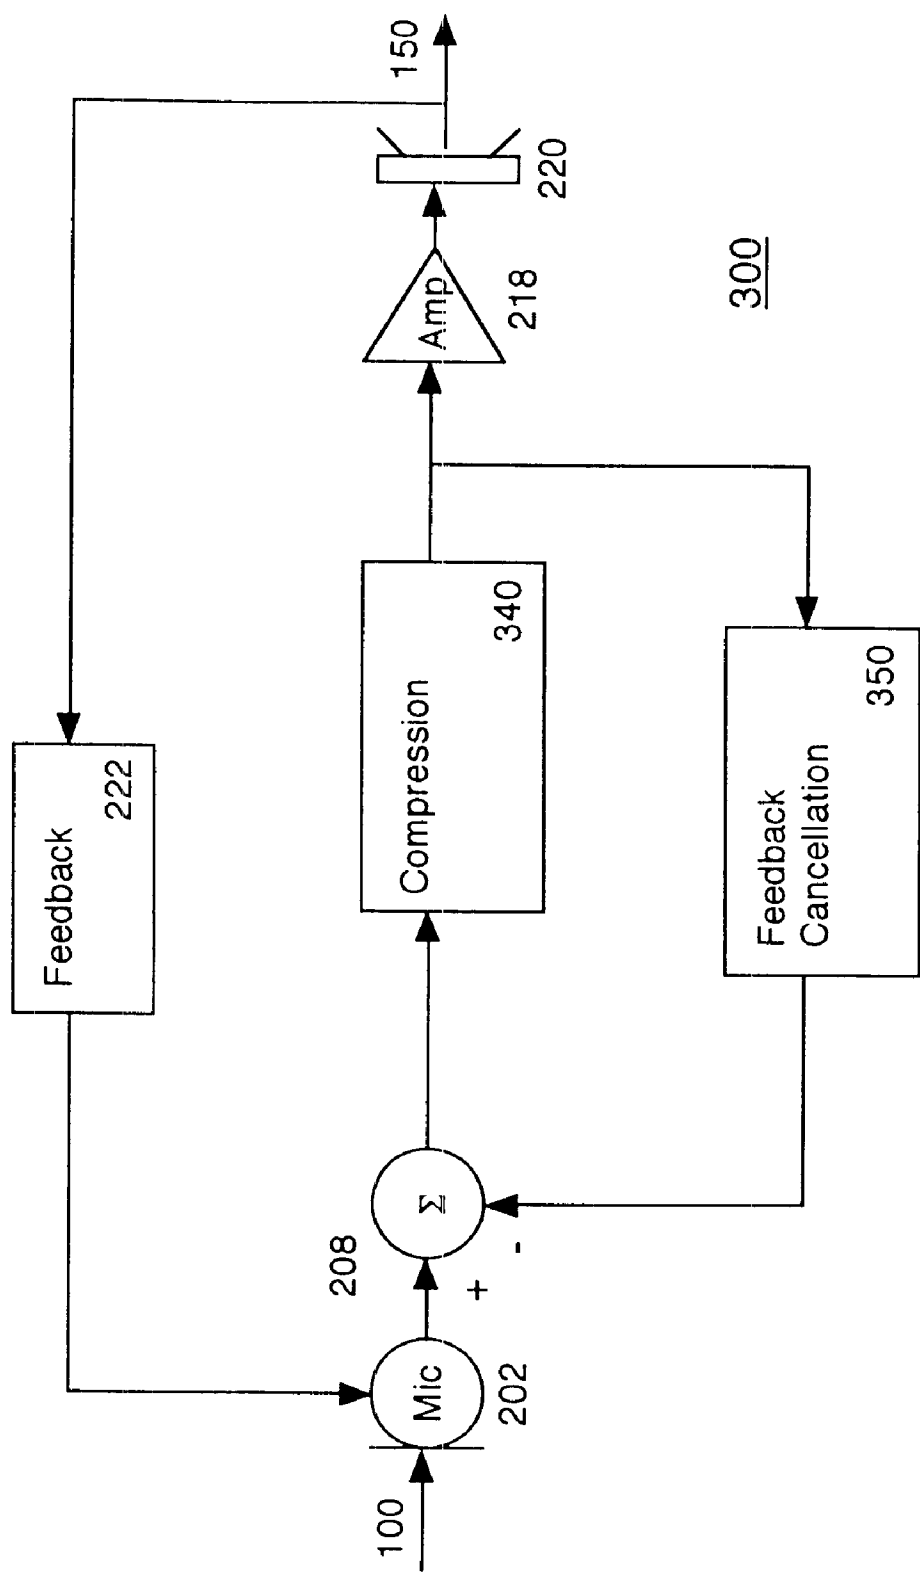 Feedback
222
150
100
Mic
202
208
Σ
+
-
Compression
340
Amp
218
220
Feedback
Cancellation
350
300